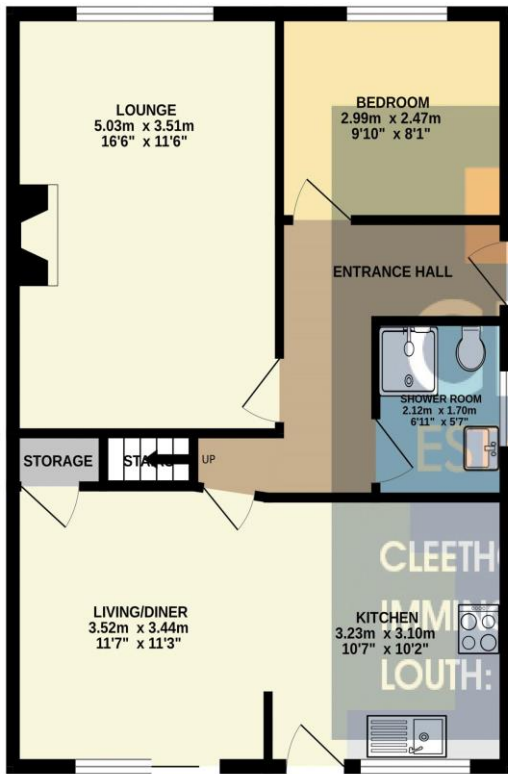 LOUNGE
5.03m x 3.51m
16'6" x 11'6"
BEDROOM
2.99m x 2.47m
9'10" x 8'1"
ENTRANCE HALL
SHOWER ROOM
2.12m x 1.70m
6'11" x 5'7"
STORAGE
STAIRS
UP
LIVING/DINER
3.52m x 3.44m
11'7" x 11'3"
KITCHEN
3.23m x 3.10m
10'7" x 10'2"
LOUTH: